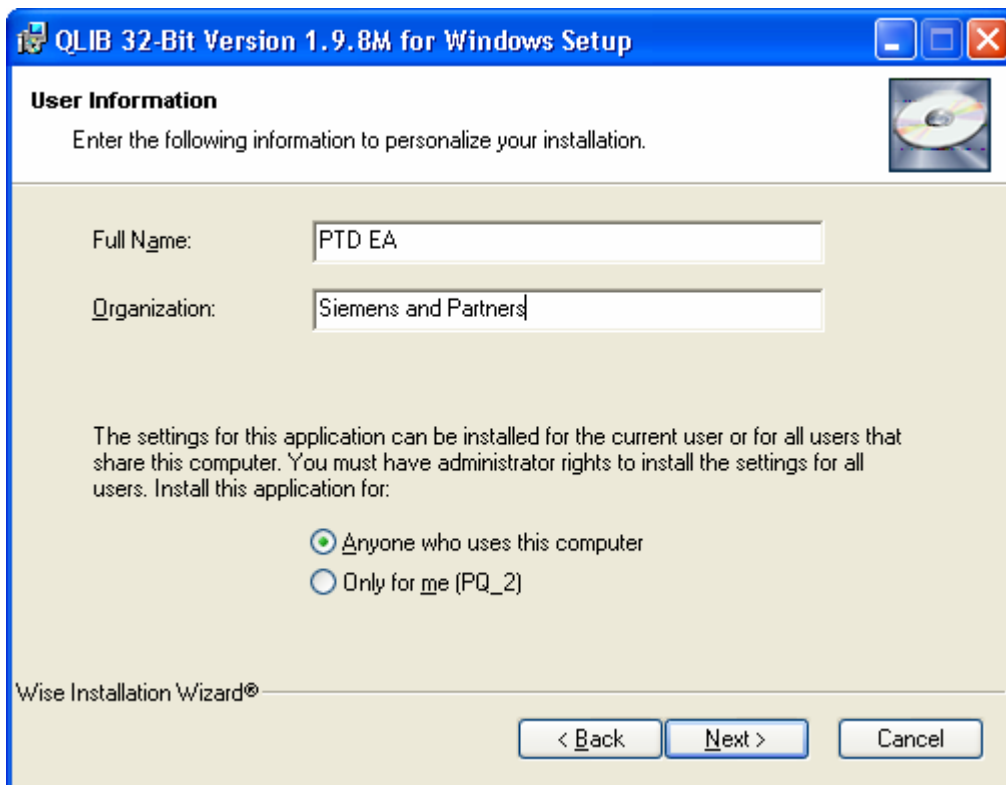 QLIB 32-Bit Version 1.9.8M for Windows Setup
User Information
Enter the following information to personalize your installation.
Full Name:
PTD EA
Organization:
Siemens and Partners
The settings for this application can be installed for the current user or for all users that
share this computer. You must have administrator rights to install the settings for all
users. Install this application for:
Anyone who uses this computer
Only for me (PQ_2)
Wise Installation Wizard®
< Back
Next >
Cancel